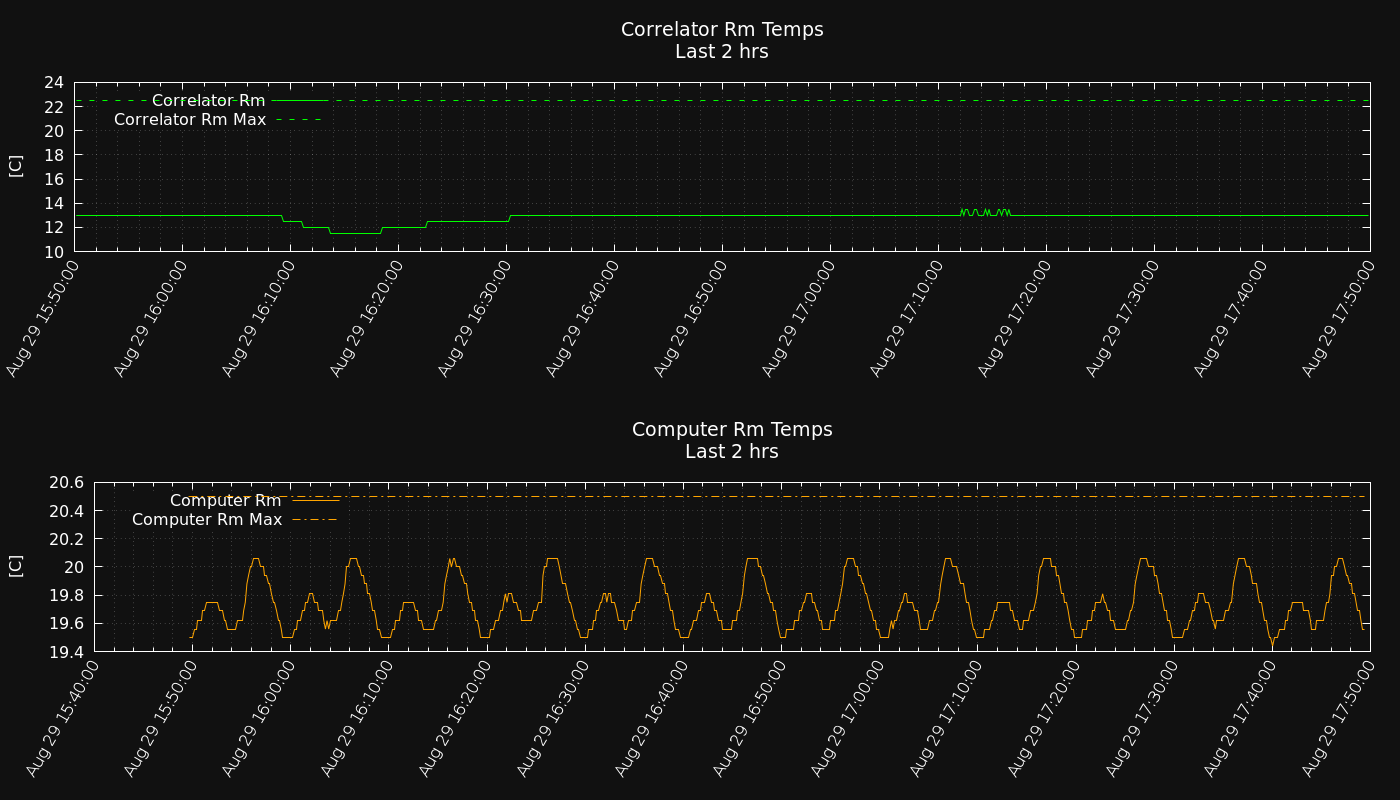 Correlator Rm Temps
Last 2 hrs
[C]
24
22
20
18
16
14
12
10
Correlator Rm
Correlator Rm Max
Aug 29 15:50:00
Aug 29 16:00:00
Aug 29 16:10:00
Aug 29 16:20:00
Aug 29 16:30:00
Aug 29 16:40:00
Aug 29 16:50:00
Aug 29 17:00:00
Aug 29 17:10:00
Aug 29 17:20:00
Aug 29 17:30:00
Aug 29 17:40:00
Aug 29 17:50:00
Computer Rm Temps
Last 2 hrs
[C]
20.6
20.4
20.2
20
19.8
19.6
19.4
Computer Rm
Computer Rm Max
Aug 29 15:40:00
Aug 29 15:50:00
Aug 29 16:00:00
Aug 29 16:10:00
Aug 29 16:20:00
Aug 29 16:30:00
Aug 29 16:40:00
Aug 29 16:50:00
Aug 29 17:00:00
Aug 29 17:10:00
Aug 29 17:20:00
Aug 29 17:30:00
Aug 29 17:40:00
Aug 29 17:50:00